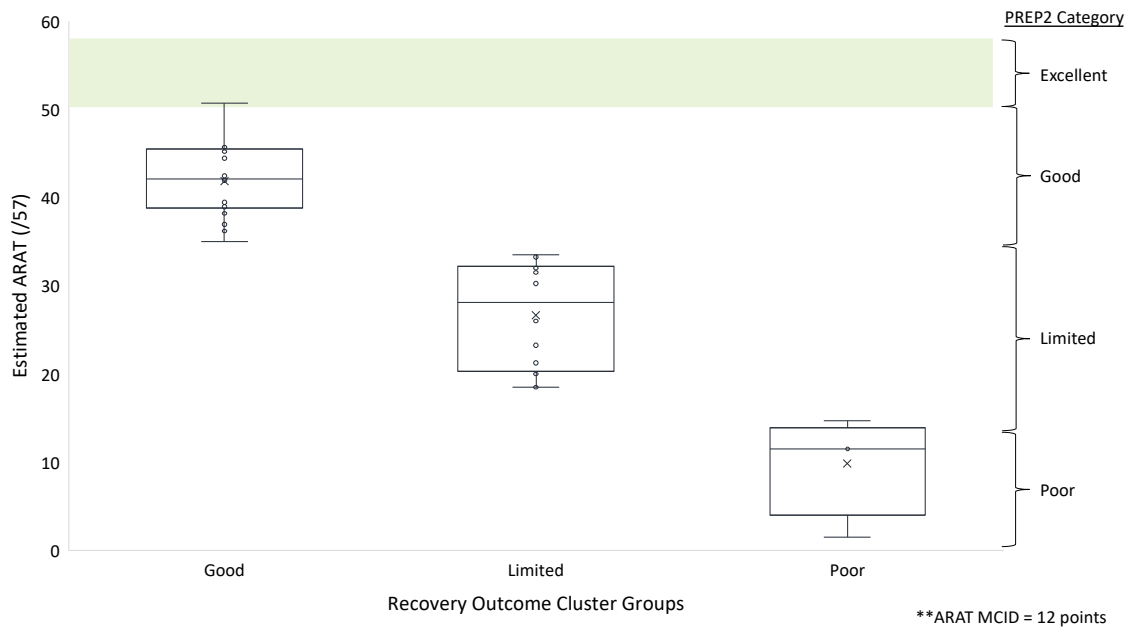 PREP2 Category
60
50
40
30
20
10
0
Estimated ARAT (/57)
Excellent
Good
Limited
Poor
Good
Limited
Poor
Recovery Outcome Cluster Groups
**ARAT MCID = 12 points